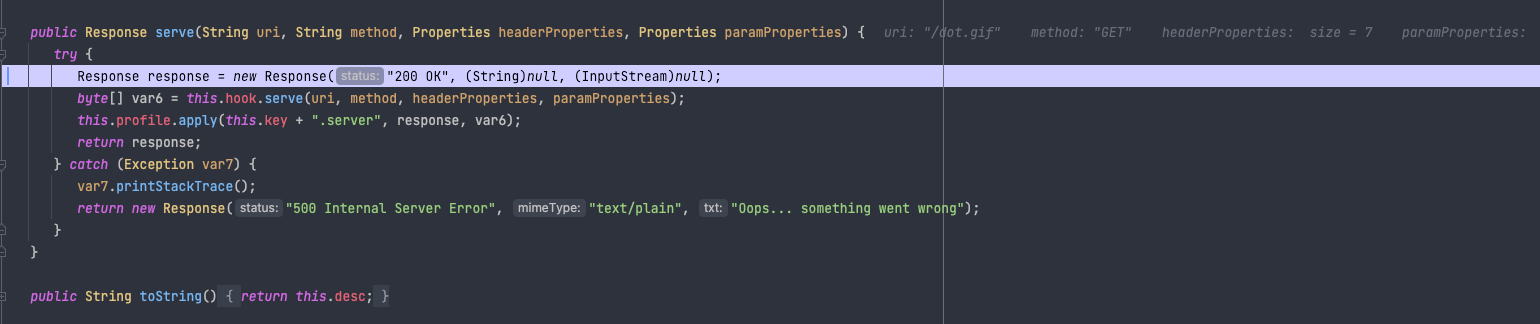 public Response serve(String uri, String method, Properties headerProperties, Properties paramProperties) { uri: "/dot.gif" method: "GET" headerProperties: size = 7 paramProperties:
try {
Response response = new Response( status: "200 OK", (String)null, (InputStream)null);
byte[] var6 = this.hook.serve(uri, method, headerProperties, paramProperties);
this.profile.apply(this.key + ".server", response, var6);
return response;
} catch (Exception var7) {
var7.printStackTrace();
return new Response( status: "500 Internal Server Error", mimeType: "text/plain", txt: "Oops... something went wrong");
}
}
public String toString() { return this.desc; }